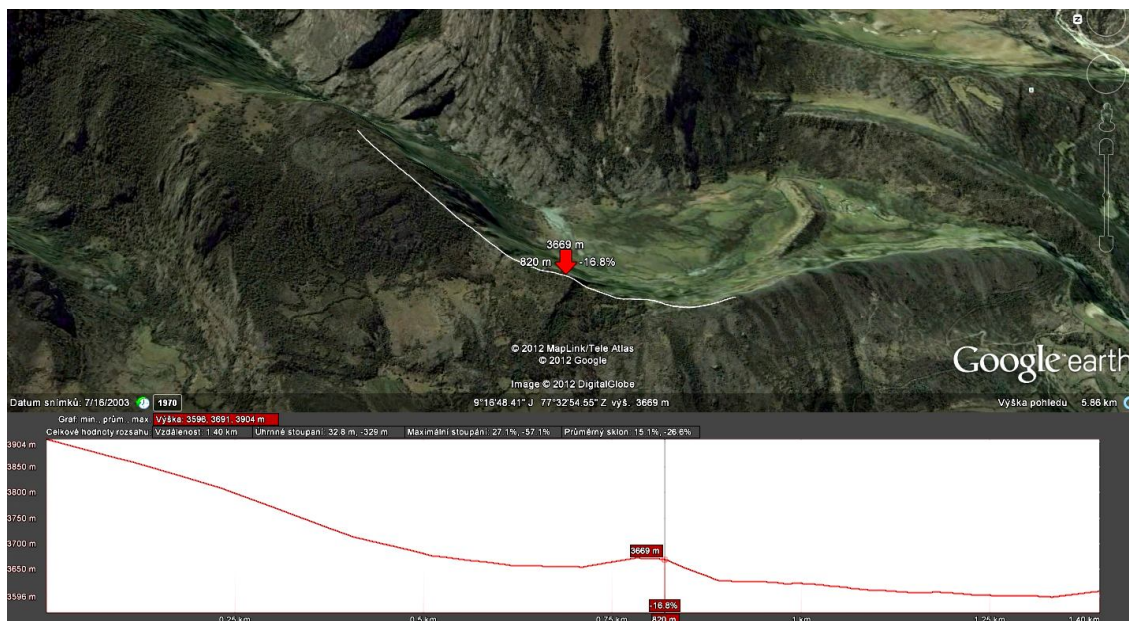 3669 m
820 m -16.8%
© 2012 MapLink/Tele Atlas
© 2012 Google
Image © 2012 DigitalGlobe
Google earth
Datum snímků: 7/16/2003 1970 9°16'48.41" J 77°32'54.55" Z výš. 3669 m Výška pohledu 5.86 km
Graf: min., prům., max. Výška: 3596, 3691, 3904 m
Celkové hodnoty rozsahu: Vzdálenost: 1.40 km Úhrnné stoupání: 32.8 m, -329 m Maximální stoupání: 27.1%, -57.1% Průměrný sklon: 15.1%, -26.6%
3904 m
3850 m
3800 m
3750 m
3700 m
3669 m
3650 m
3596 m
-16.8%
0.25 km 0.5 km 0.75 km 820 m 1 km 1.25 km 1.40 km